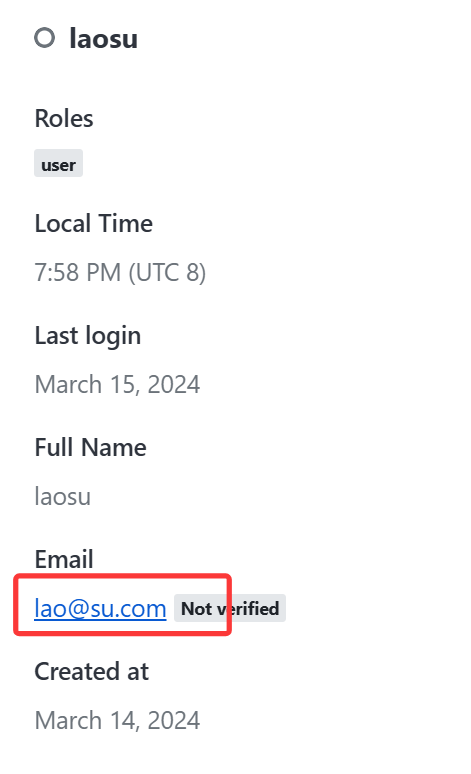 laosu
Roles
user
Local Time
7:58 PM (UTC 8)
Last login
March 15, 2024
Full Name
laosu
Email
lao@su.com Not verified
Created at
March 14, 2024